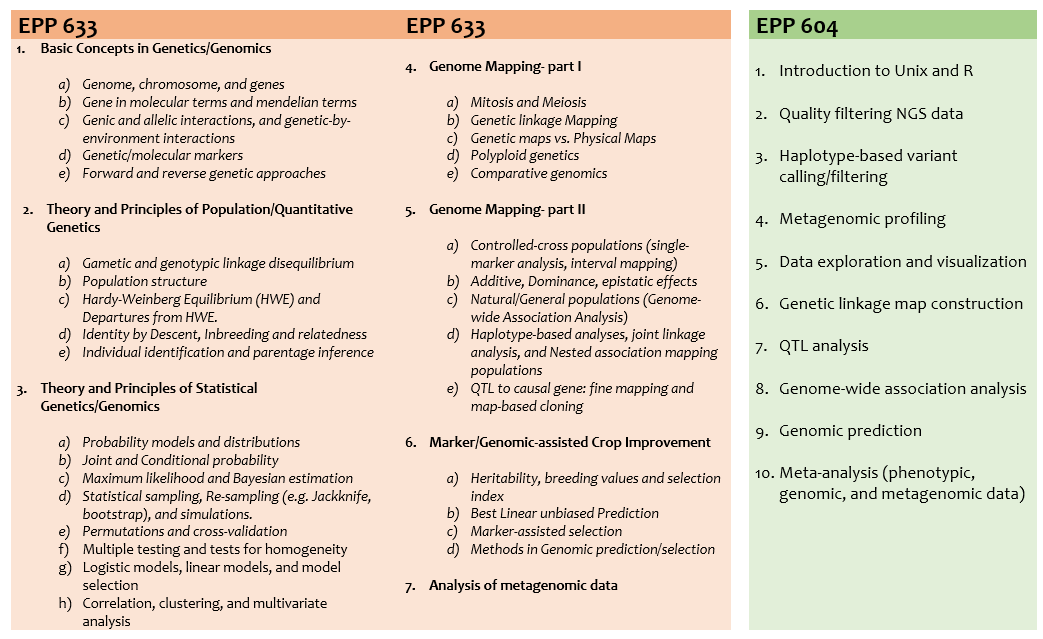 EPP 633
1. Basic Concepts in Genetics/Genomics
a) Genome, chromosome, and genes
b) Gene in molecular terms and mendelian terms
c) Genic and allelic interactions, and genetic-by-
environment interactions
d) Genetic/molecular markers
e) Forward and reverse genetic approaches
2. Theory and Principles of Population/Quantitative
Genetics
a) Gametic and genotypic linkage disequilibrium
b) Population structure
c) Hardy-Weinberg Equilibrium (HWE) and
Departures from HWE.
d) Identity by Descent, Inbreeding and relatedness
e) Individual identification and parentage inference
3. Theory and Principles of Statistical
Genetics/Genomics
a) Probability models and distributions
b) Joint and Conditional probability
c) Maximum likelihood and Bayesian estimation
d) Statistical sampling, Re-sampling (e.g. Jackknife,
bootstrap), and simulations.
e) Permutations and cross-validation
f) Multiple testing and tests for homogeneity
g) Logistic models, linear models, and model
selection
h) Correlation, clustering, and multivariate
analysis
EPP 633
4. Genome Mapping- part I
a) Mitosis and Meiosis
b) Genetic linkage Mapping
c) Genetic maps vs. Physical Maps
d) Polyploid genetics
e) Comparative genomics
5. Genome Mapping- part II
a) Controlled-cross populations (single-
marker analysis, interval mapping)
b) Additive, Dominance, epistatic effects
c) Natural/General populations (Genome-
wide Association Analysis)
d) Haplotype-based analyses, joint linkage
analysis, and Nested association mapping
populations
e) QTL to causal gene: fine mapping and
map-based cloning
6. Marker/Genomic-assisted Crop Improvement
a) Heritability, breeding values and selection
index
b) Best Linear unbiased Prediction
c) Marker-assisted selection
d) Methods in Genomic prediction/selection
7. Analysis of metagenomic data
EPP 604
1. Introduction to Unix and R
2. Quality filtering NGS data
3. Haplotype-based variant
calling/filtering
4. Metagenomic profiling
5. Data exploration and visualization
6. Genetic linkage map construction
7. QTL analysis
8. Genome-wide association analysis
9. Genomic prediction
10. Meta-analysis (phenotypic,
genomic, and metagenomic data)